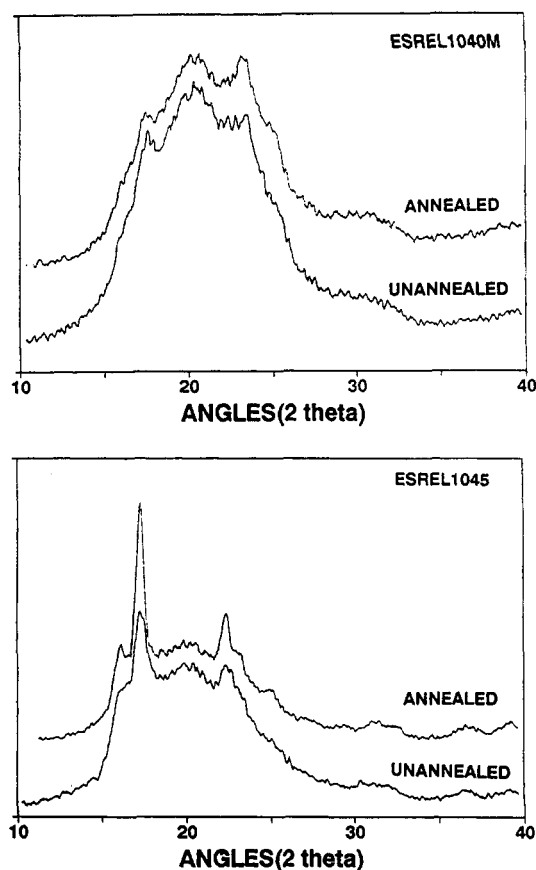 ESREL1040M
ANNEALED
UNANNEALED
10 20 30 40
ANGLES(2 theta)
ESREL1045
ANNEALED
UNANNEALED
10 20 30 40
ANGLES(2 theta)